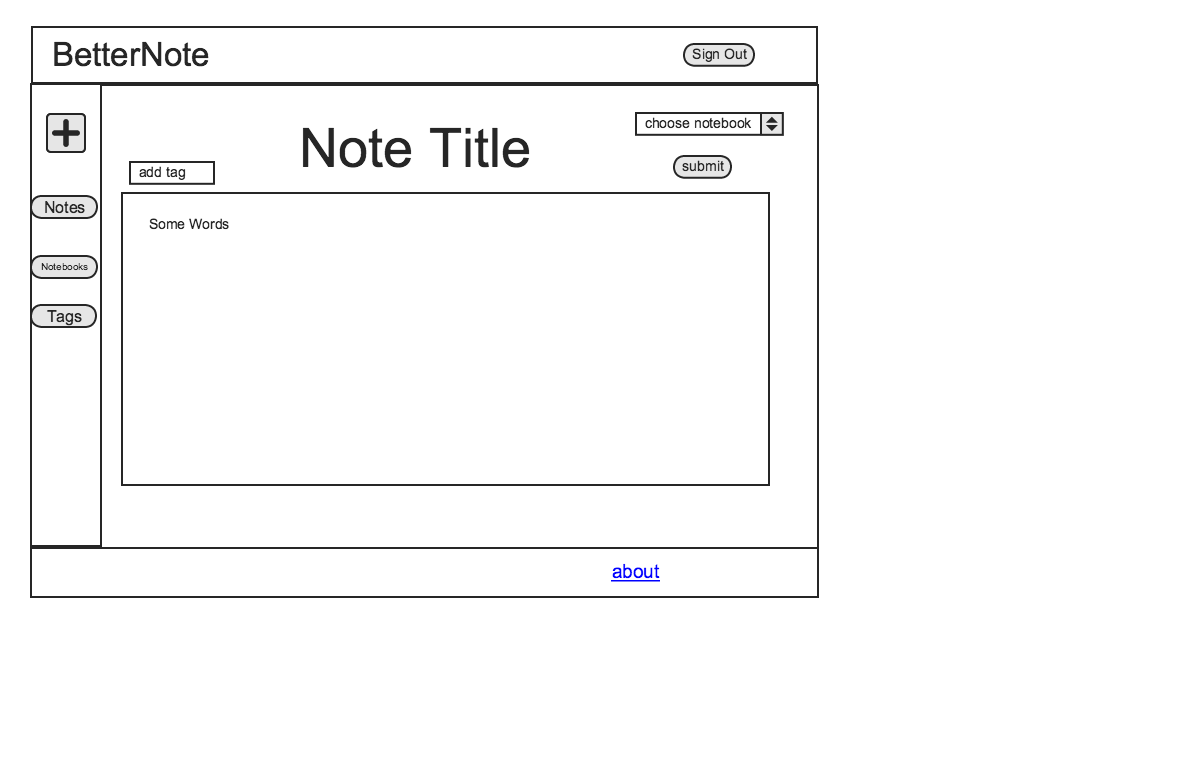 BetterNote
Sign Out
Notes
Notebooks
Tags
choose notebook
Note Title
submit
add tag
Some Words
about